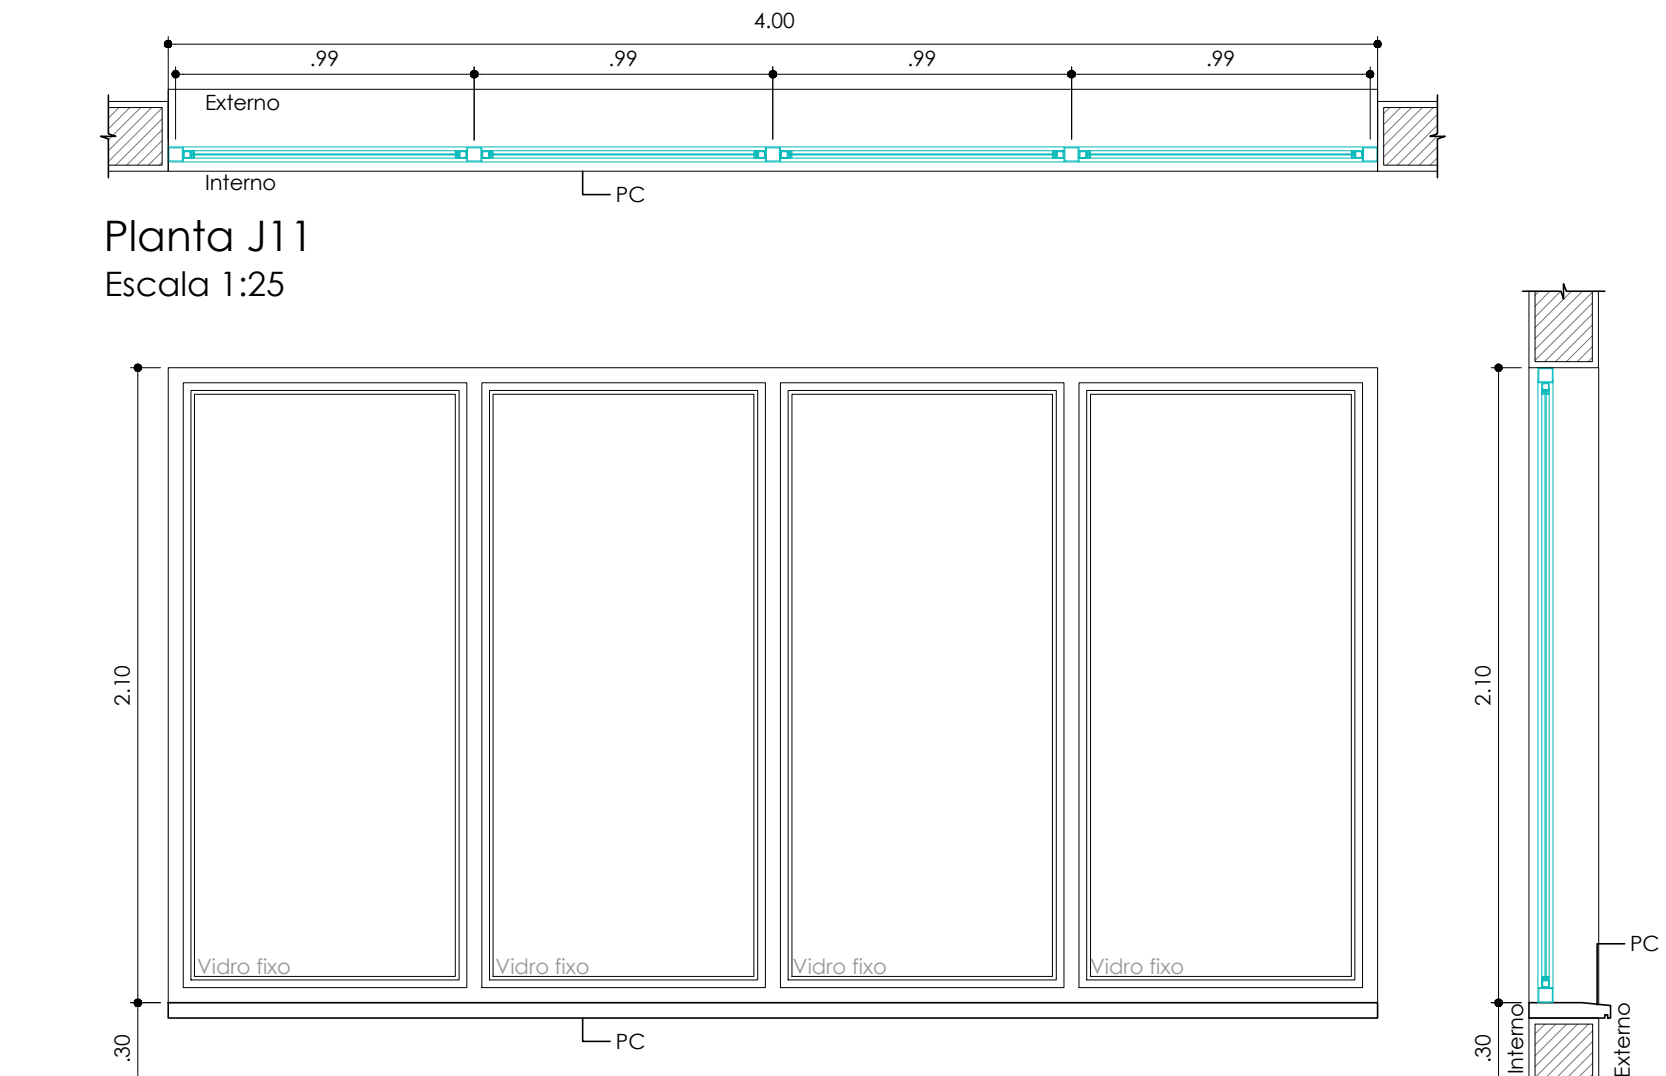 4.00
.99 .99 .99 .99
Externo
Interno
PC
Planta J11
Escala 1:25
2.10
2.10
Vidro fixo Vidro fixo Vidro fixo Vidro fixo
PC
PC
.30
.30
Interno
Externo